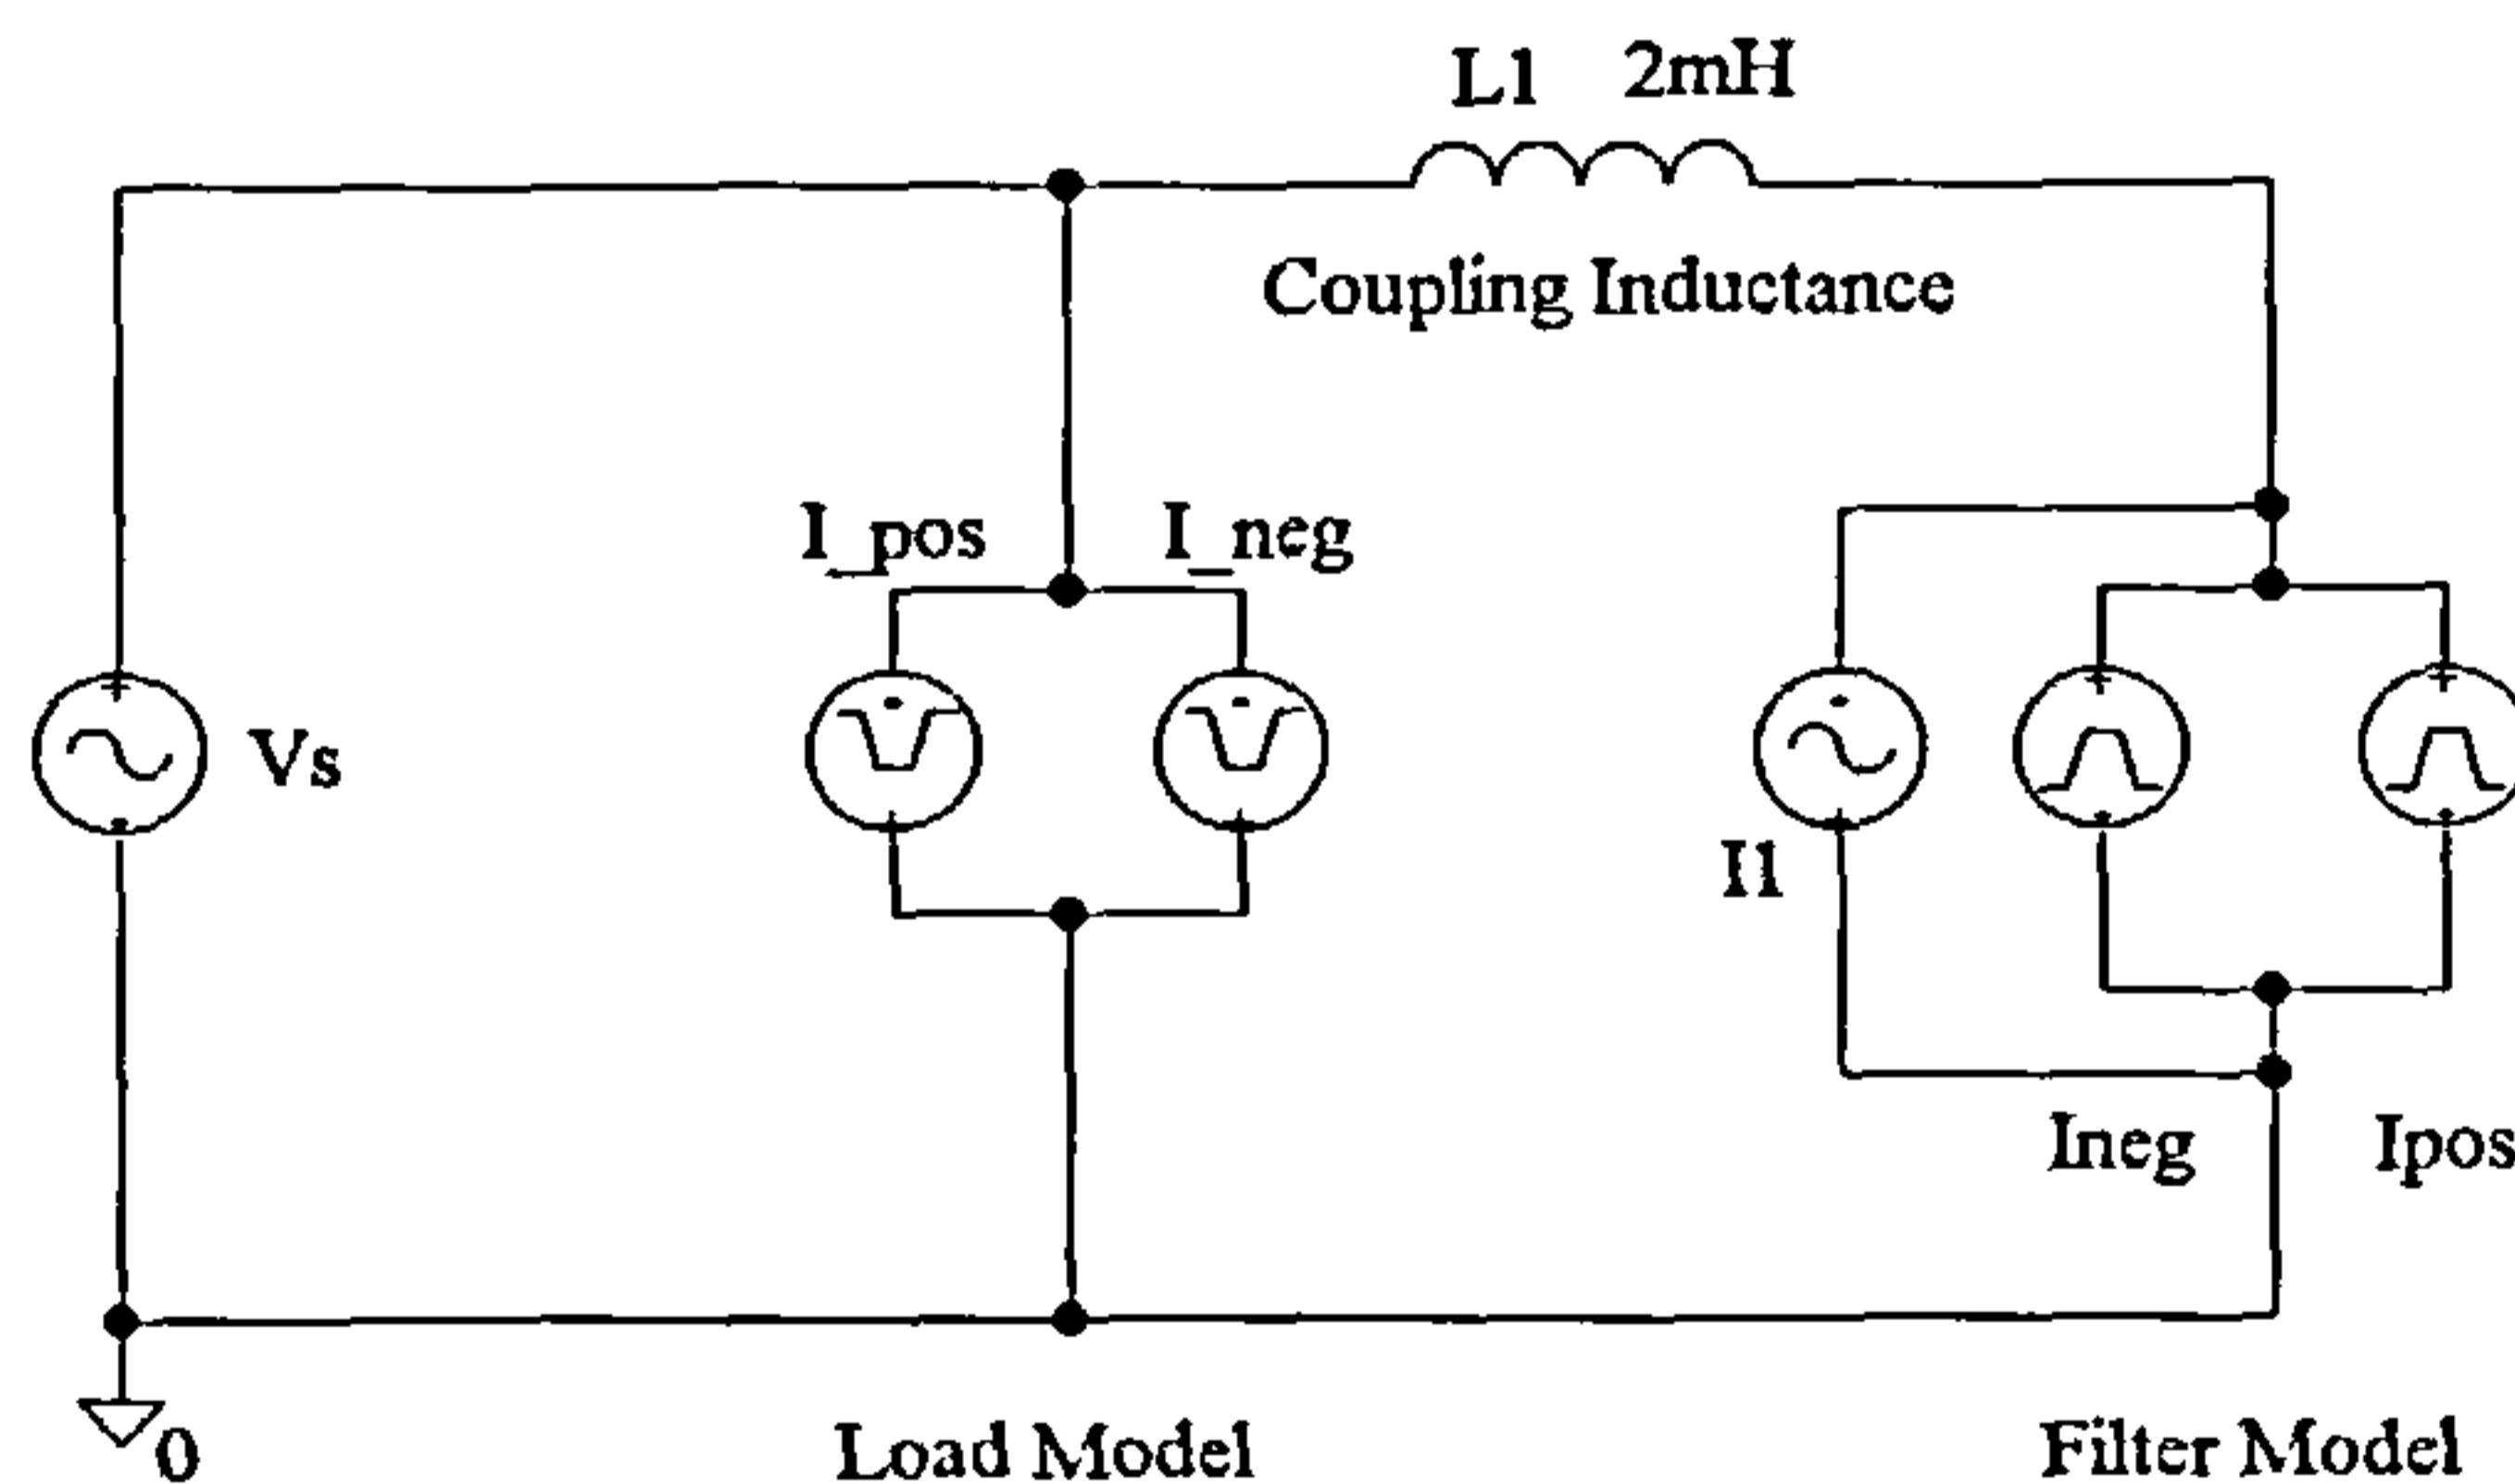 L1 2mH
Coupling Inductance
I_pos I_neg
Vs
I1
Ineg Ipos
0
Load Model
Filter Model